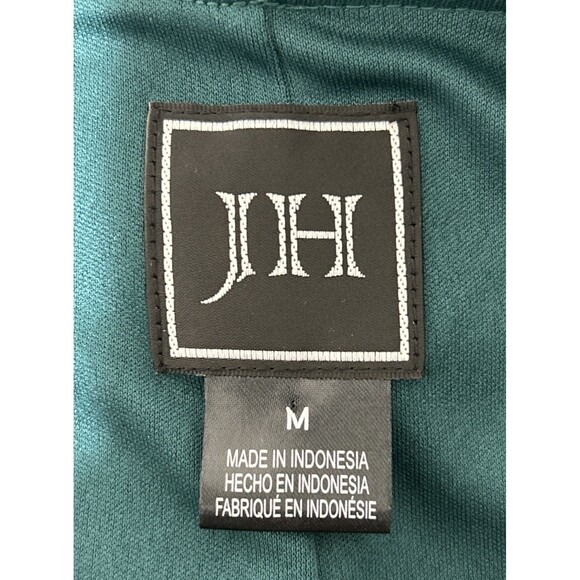 JH
M
MADE IN INDONESIA
HECHO EN INDONESIA
FABRIQUÉ EN INDONÉSIE